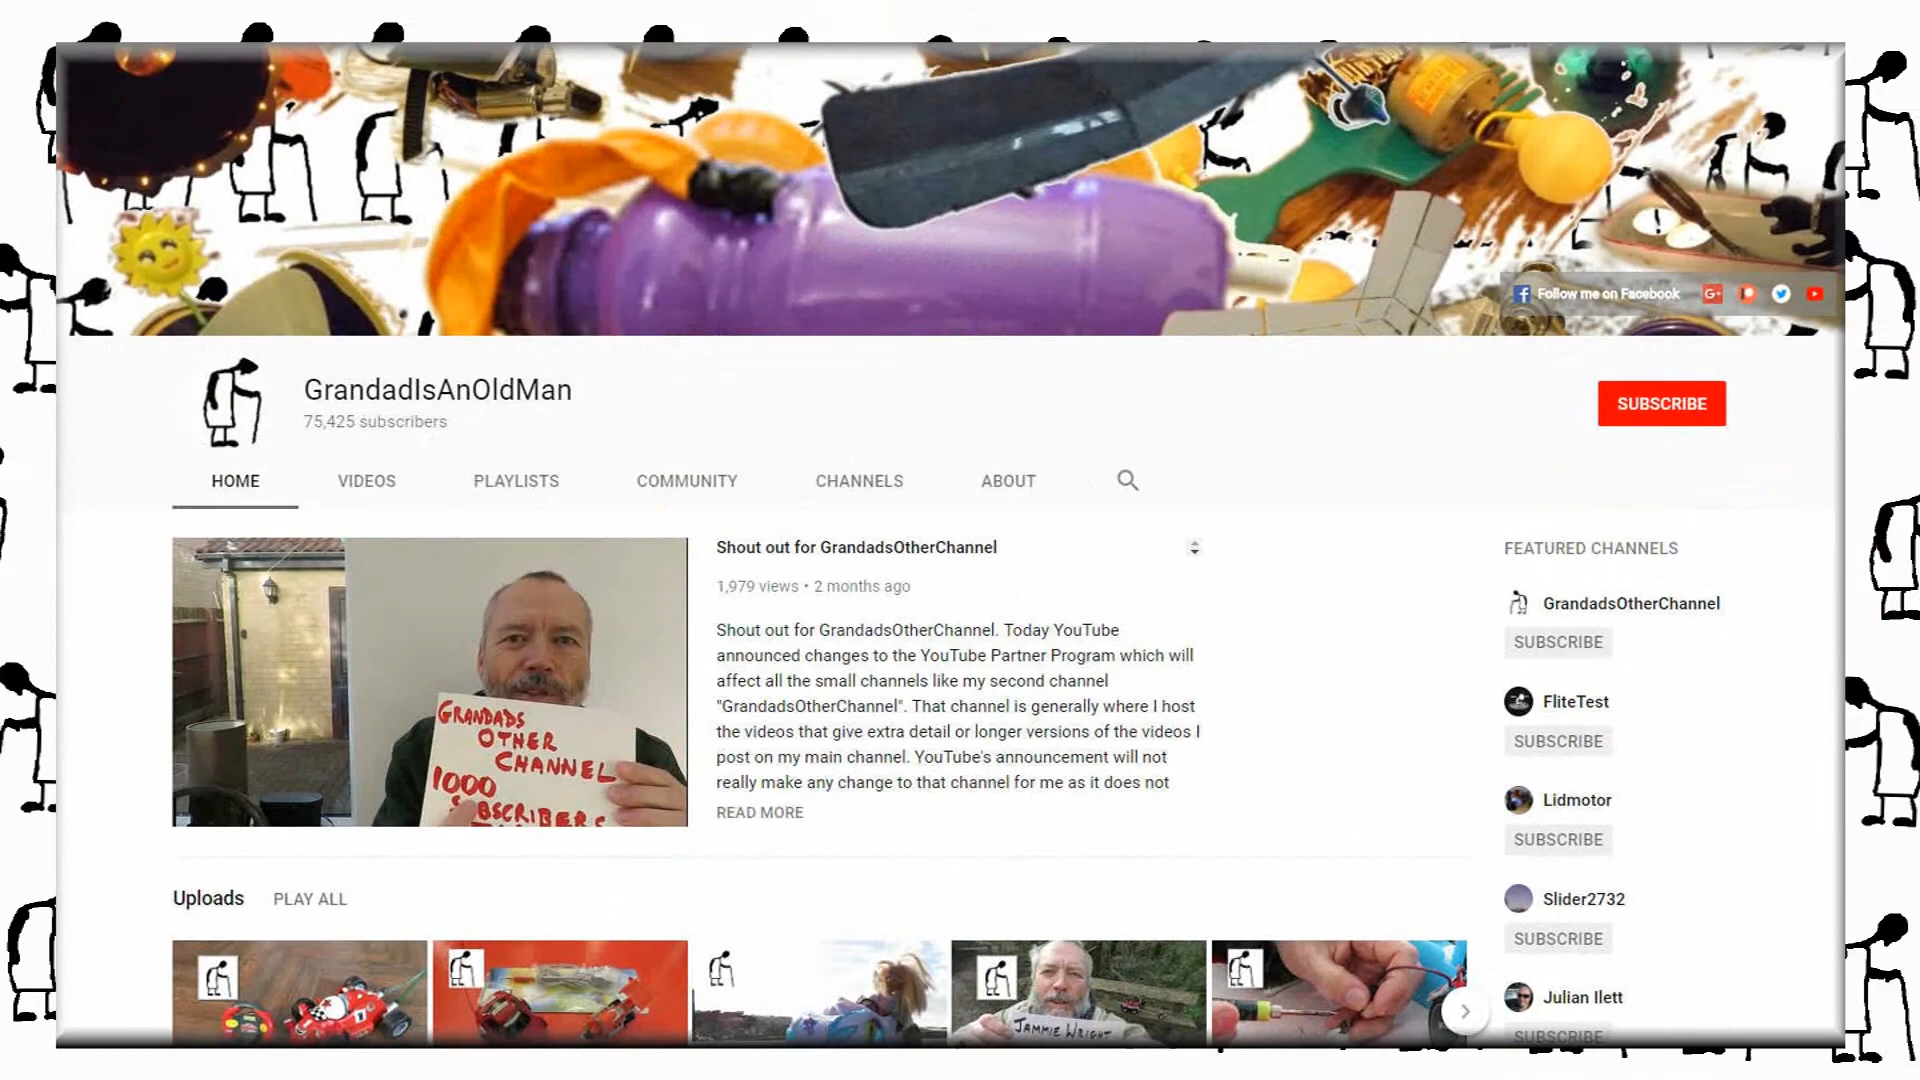 Follow me on Facebook
GrandadIsAnOldMan
75,425 subscribers
SUBSCRIBE
HOME VIDEOS PLAYLISTS COMMUNITY CHANNELS ABOUT
GRANDADS
OTHER
CHANNEL
1000
SUBSCRIBERS
Shout out for GrandadsOtherChannel
1,979 views • 2 months ago
Shout out for GrandadsOtherChannel. Today YouTube
announced changes to the YouTube Partner Program which will
affect all the small channels like my second channel
"GrandadsOtherChannel". That channel is generally where I host
the videos that give extra detail or longer versions of the videos I
post on my main channel. YouTube's announcement will not
really make any change to that channel for me as it does not
READ MORE
FEATURED CHANNELS
GrandadsOtherChannel
SUBSCRIBE
FliteTest
SUBSCRIBE
Lidmotor
SUBSCRIBE
Slider2732
SUBSCRIBE
Julian Ilett
SUBSCRIBE
Uploads PLAY ALL
JAMMIE WRIGHT